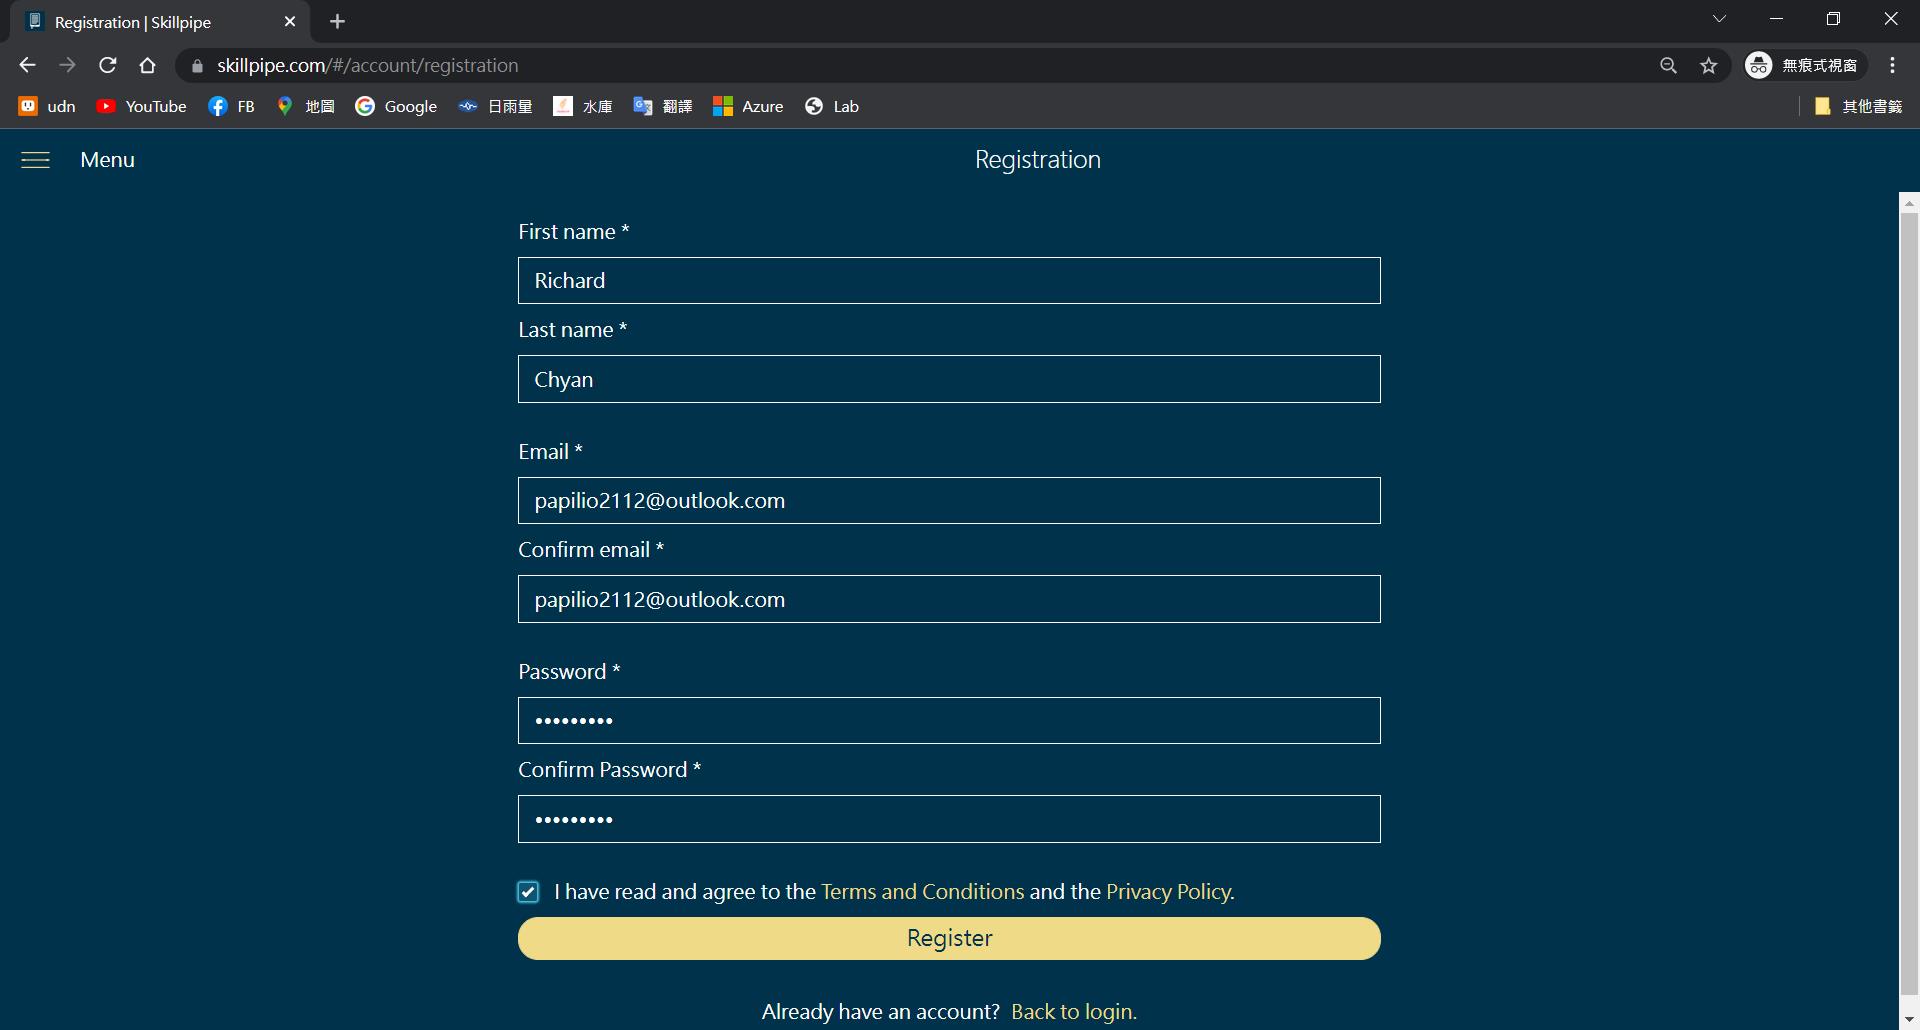 Registration | Skillpipe
skillpipe.com/#/account/registration
無痕式視窗
udn YouTube FB 地圖 Google 日雨量 水庫 翻譯 Azure Lab 其他書籤
Menu
Registration
First name *
Richard
Last name *
Chyan
Email *
papilio2112@outlook.com
Confirm email *
papilio2112@outlook.com
Password *
•••••••••
Confirm Password *
•••••••••
I have read and agree to the Terms and Conditions and the Privacy Policy.
Register
Already have an account? Back to login.